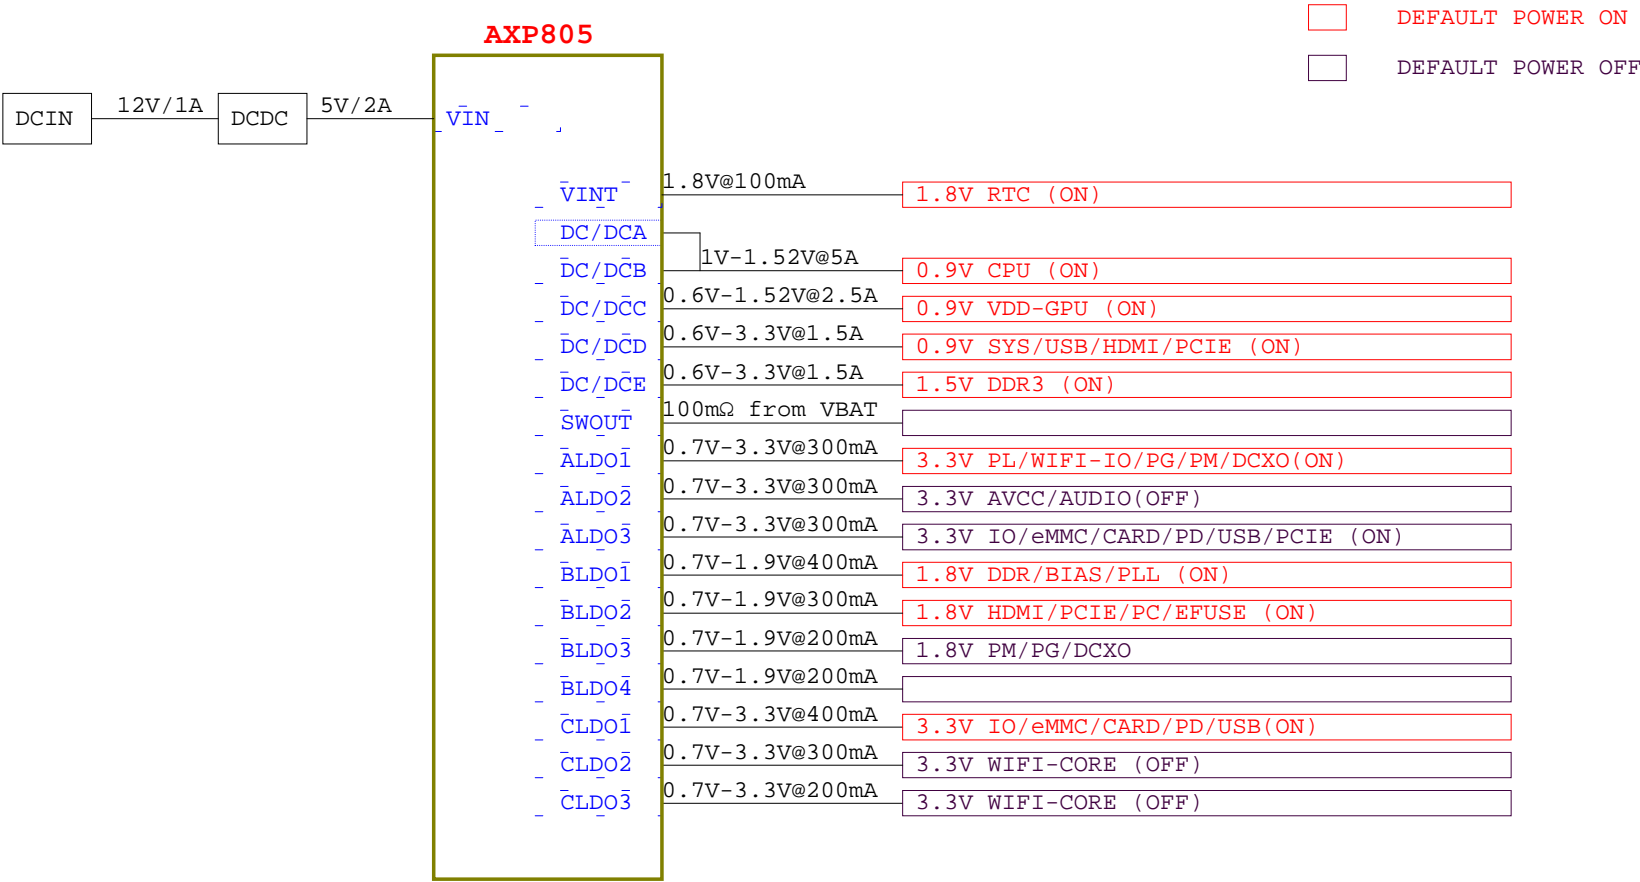 DEFAULT POWER ON
AXP805
DEFAULT POWER OFF
DCIN
12V/1A
DCDC
5V/2A
VIN
VINT
1.8V@100mA
1.8V RTC (ON)
DC/DCA
1V-1.52V@5A
DC/DCB
0.9V CPU (ON)
DC/DCC
0.6V-1.52V@2.5A
0.9V VDD-GPU (ON)
DC/DCD
0.6V-3.3V@1.5A
0.9V SYS/USB/HDMI/PCIE (ON)
DC/DCE
0.6V-3.3V@1.5A
1.5V DDR3 (ON)
SWOUT
100mΩ from VBAT
ALDO1
0.7V-3.3V@300mA
3.3V PL/WIFI-IO/PG/PM/DCXO(ON)
ALDO2
0.7V-3.3V@300mA
3.3V AVCC/AUDIO(OFF)
ALDO3
0.7V-3.3V@300mA
3.3V IO/eMMC/CARD/PD/USB/PCIE (ON)
BLDO1
0.7V-1.9V@400mA
1.8V DDR/BIAS/PLL (ON)
BLDO2
0.7V-1.9V@300mA
1.8V HDMI/PCIE/PC/EFUSE (ON)
BLDO3
0.7V-1.9V@200mA
1.8V PM/PG/DCXO
BLDO4
0.7V-1.9V@200mA
CLDO1
0.7V-3.3V@400mA
3.3V IO/eMMC/CARD/PD/USB(ON)
CLDO2
0.7V-3.3V@300mA
3.3V WIFI-CORE (OFF)
CLDO3
0.7V-3.3V@200mA
3.3V WIFI-CORE (OFF)